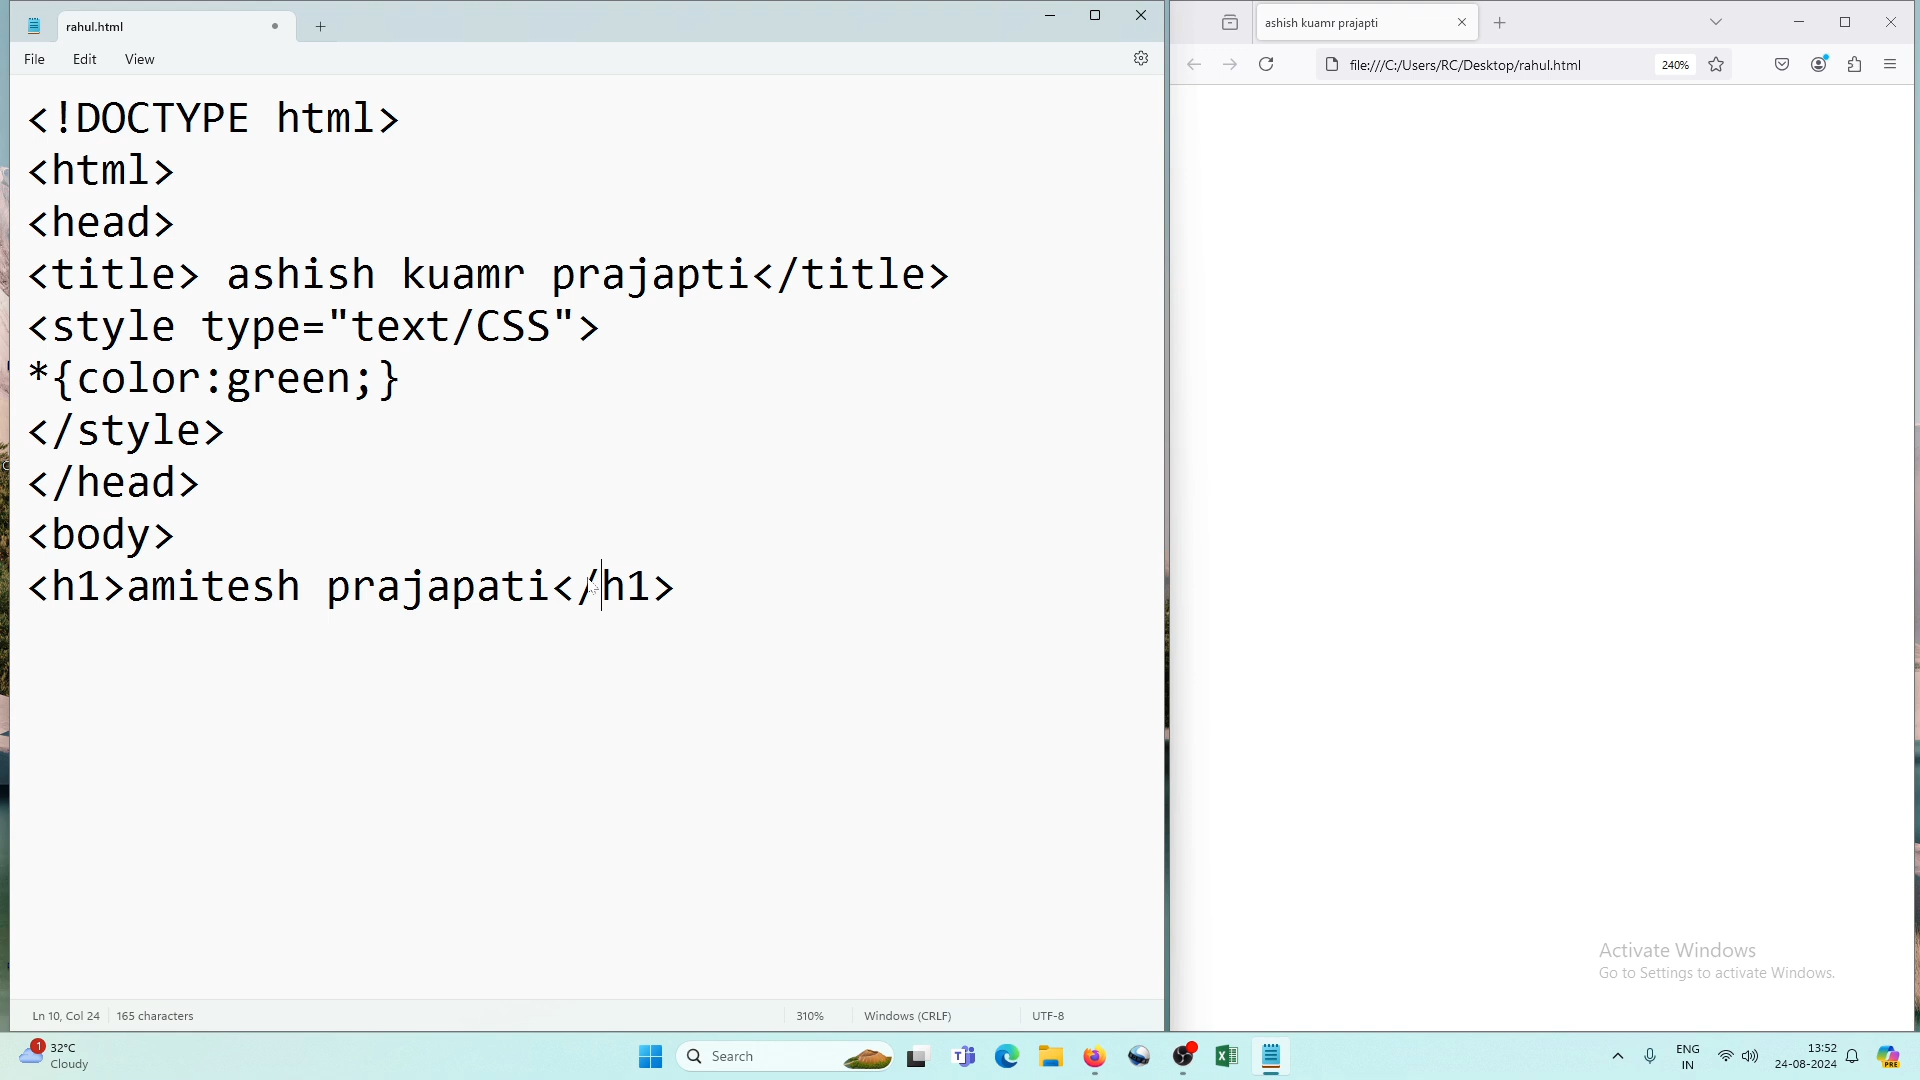 rahul.html
File Edit View
<!DOCTYPE html>
<html>
<head>
<title> ashish kuamr prajapti</title>
<style type="text/CSS">
*{color:green;}
</style>
</head>
<body>
<h1>amitesh prajapati</h1>
Ln 10, Col 24 165 characters 310% Windows (CRLF) UTF-8
ashish kuamr prajapti
file:///C:/Users/RC/Desktop/rahul.html 240%
Activate Windows
Go to Settings to activate Windows.
1 32°C
Cloudy
Search
ENG
IN
13:52
24-08-2024
PRE